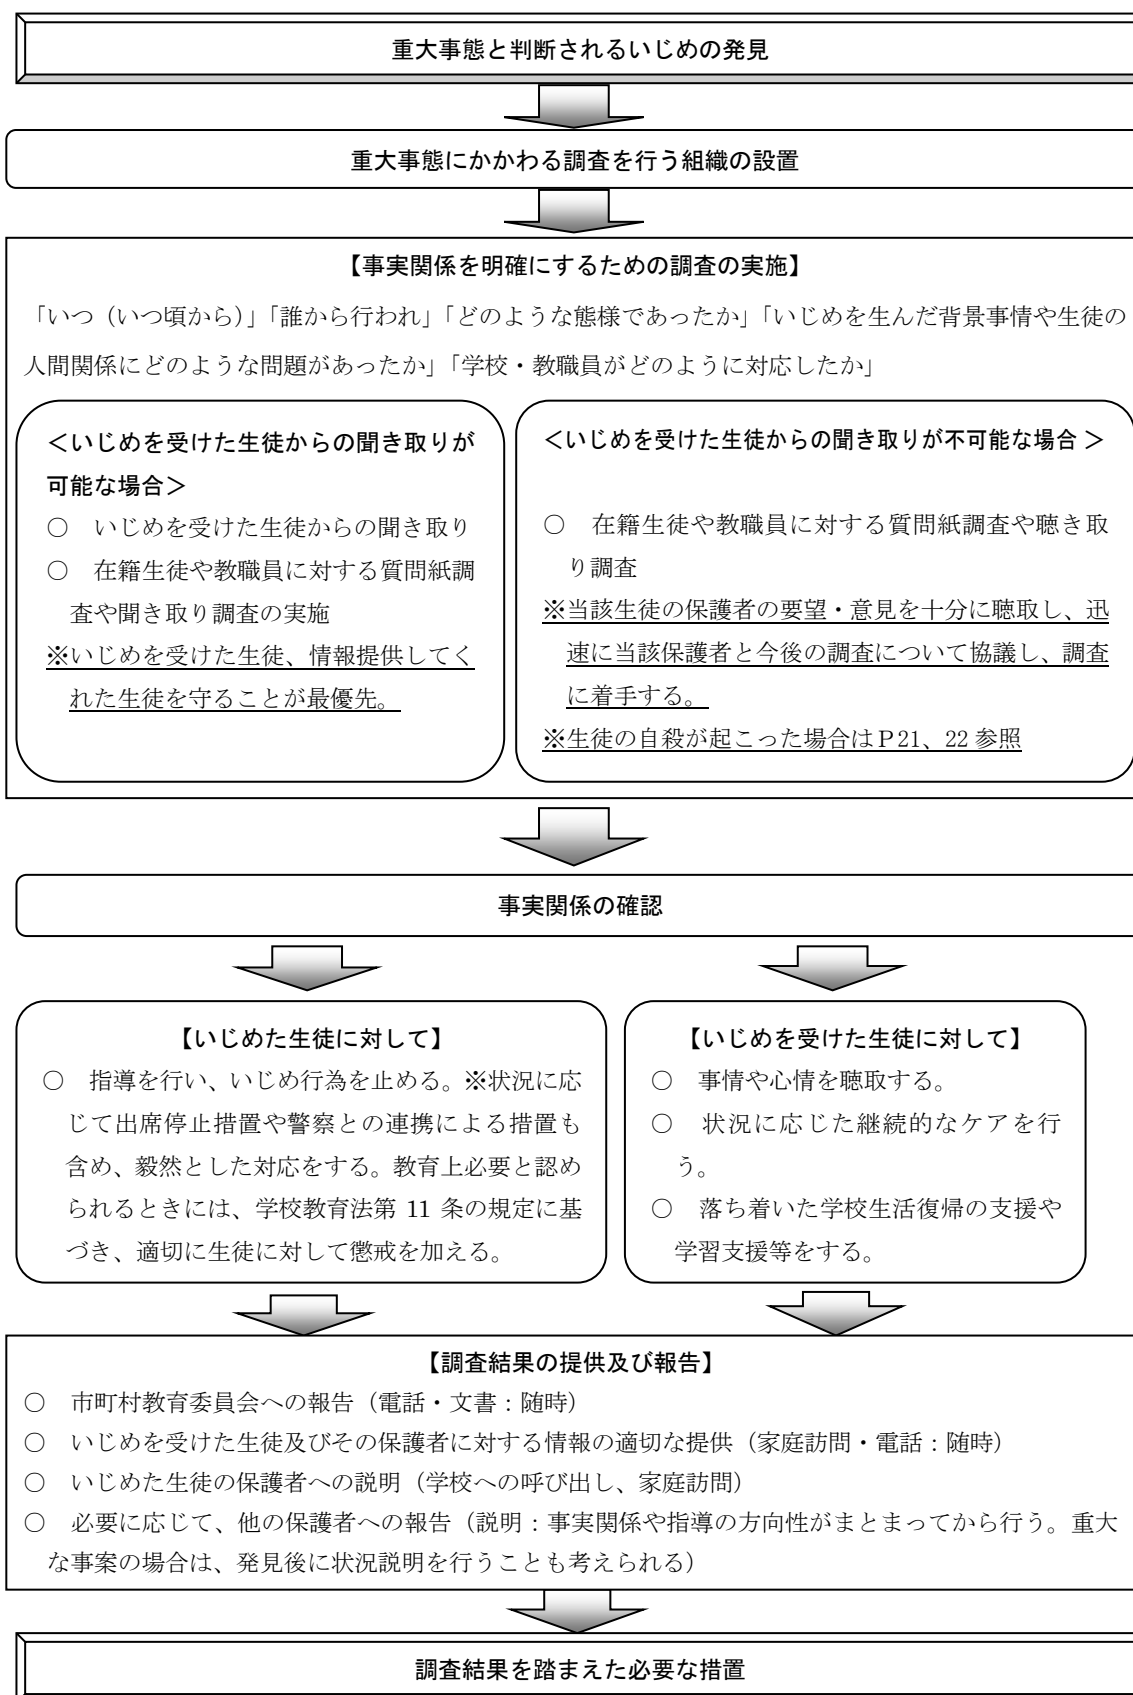 重大事態と判断されるいじめの発見
重大事態にかかわる調査を行う組織の設置
【事実関係を明確にするための調査の実施】
「いつ（いつ頃から）」「誰から行われ」「どのような態様であったか」「いじめを生んだ背景事情や生徒の
人間関係にどのような問題があったか」「学校・教職員がどのように対応したか」
＜いじめを受けた生徒からの聞き取りが
可能な場合＞
○　いじめを受けた生徒からの聞き取り
○　在籍生徒や教職員に対する質問紙調
査や聞き取り調査の実施
※いじめを受けた生徒、情報提供してく
れた生徒を守ることが最優先。
＜いじめを受けた生徒からの聞き取りが不可能な場合 ＞
○　在籍生徒や教職員に対する質問紙調査や聴き取
り調査
※当該生徒の保護者の要望・意見を十分に聴取し、迅
速に当該保護者と今後の調査について協議し、調査
に着手する。
※生徒の自殺が起こった場合はＰ21、22 参照
事実関係の確認
【いじめた生徒に対して】
○　指導を行い、いじめ行為を止める。※状況に応
じて出席停止措置や警察との連携による措置も
含め、毅然とした対応をする。教育上必要と認め
られるときには、学校教育法第 11 条の規定に基
づき、適切に生徒に対して懲戒を加える。
【いじめを受けた生徒に対して】
○　事情や心情を聴取する。
○　状況に応じた継続的なケアを行
う。
○　落ち着いた学校生活復帰の支援や
学習支援等をする。
【調査結果の提供及び報告】
○　市町村教育委員会への報告（電話・文書：随時）
○　いじめを受けた生徒及びその保護者に対する情報の適切な提供（家庭訪問・電話：随時）
○　いじめた生徒の保護者への説明（学校への呼び出し、家庭訪問）
○　必要に応じて、他の保護者への報告（説明：事実関係や指導の方向性がまとまってから行う。重大
な事案の場合は、発見後に状況説明を行うことも考えられる）
調査結果を踏まえた必要な措置